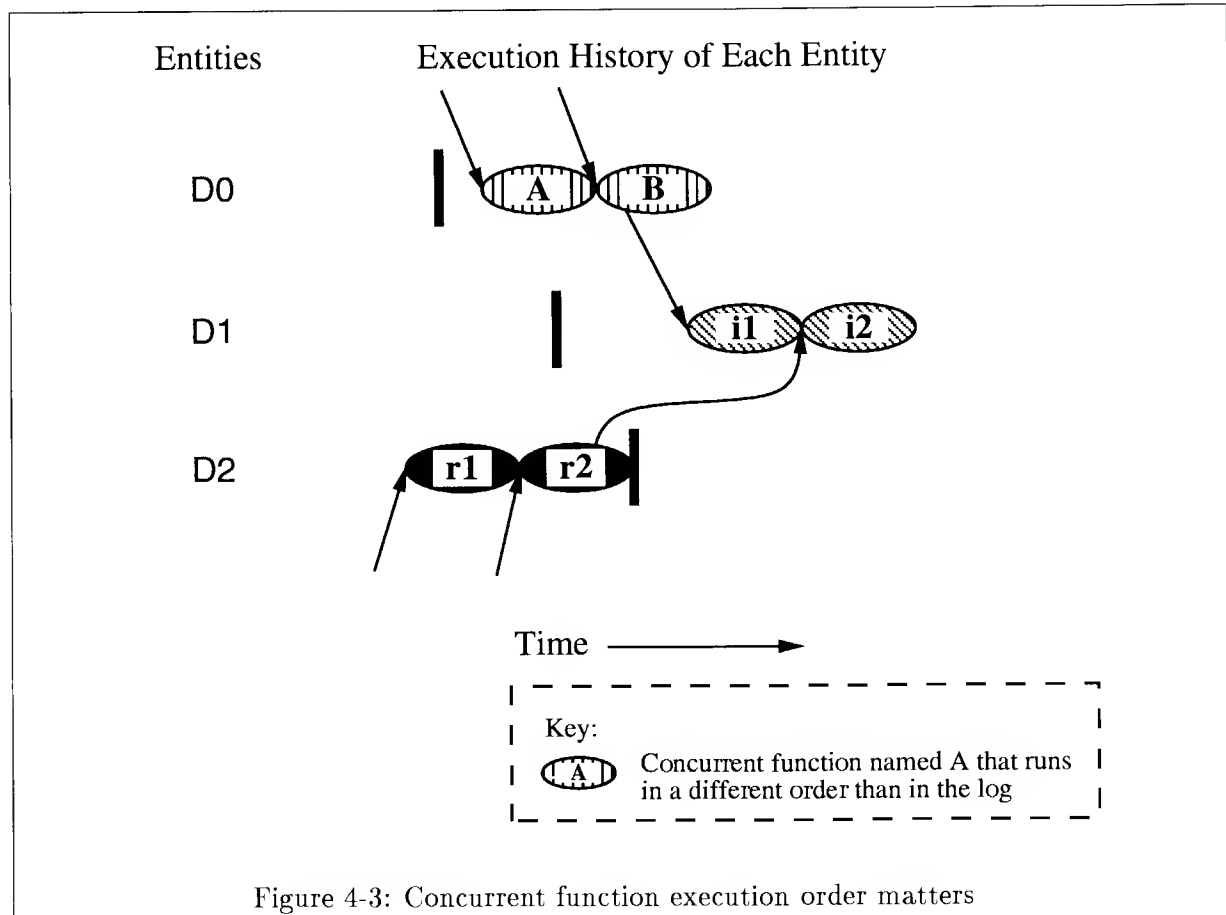 Entities Execution History of Each Entity
D0 A B
D1 i1 i2
D2 r1 r2
Time
Key:
A Concurrent function named A that runs
in a different order than in the log
Figure 4-3: Concurrent function execution order matters